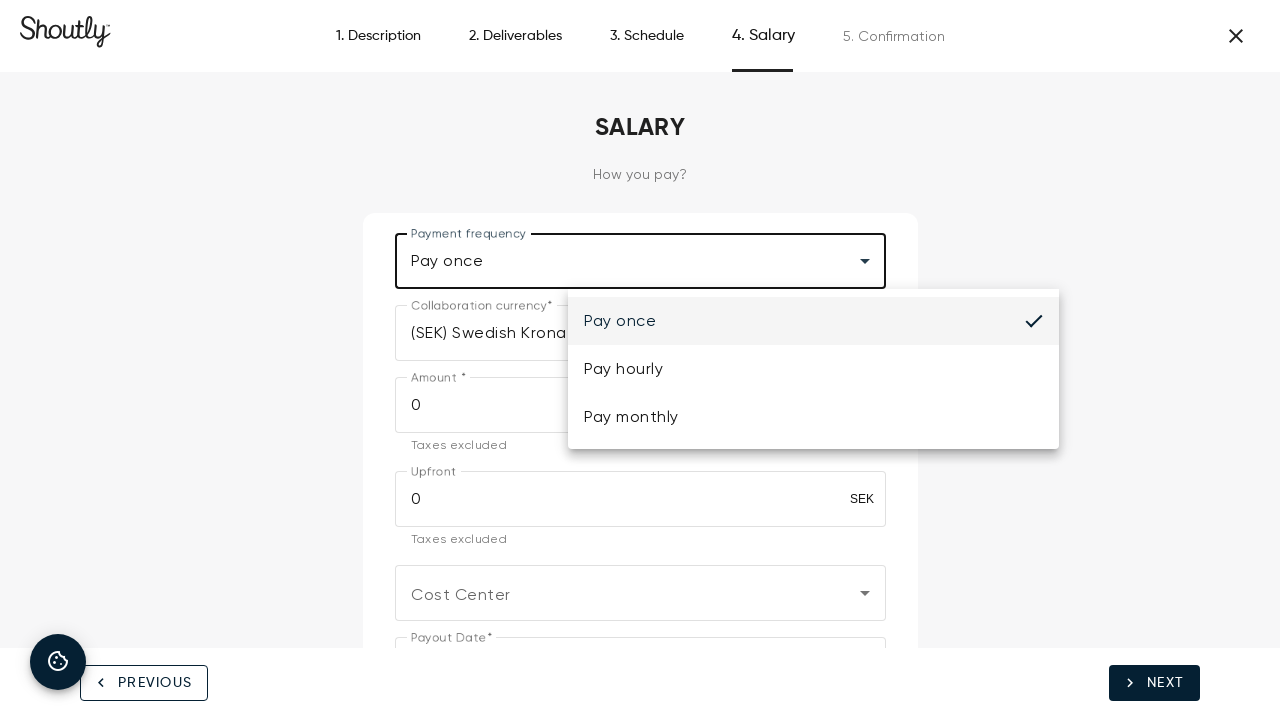 Shoutly™
1. Description
2. Deliverables
3. Schedule
4. Salary
5. Confirmation
SALARY
How you pay?
Payment frequency
Pay once
Collaboration currency*
(SEK) Swedish Krona
Pay once
Pay hourly
Pay monthly
Amount *
0
Taxes excluded
Upfront
0
SEK
Taxes excluded
Cost Center
Payout Date*
PREVIOUS
NEXT